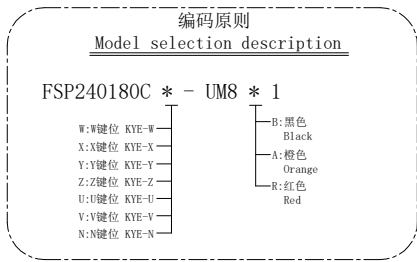 编码原则
Model selection description
FSP240180C * - UM8 * 1
W:W键位 KYE-W
X:X键位 KYE-X
Y:Y键位 KYE-Y
Z:Z键位 KYE-Z
U:U键位 KYE-U
V:V键位 KYE-V
N:N键位 KYE-N
B:黑色
Black
A:橙色
Orange
R:红色
Red